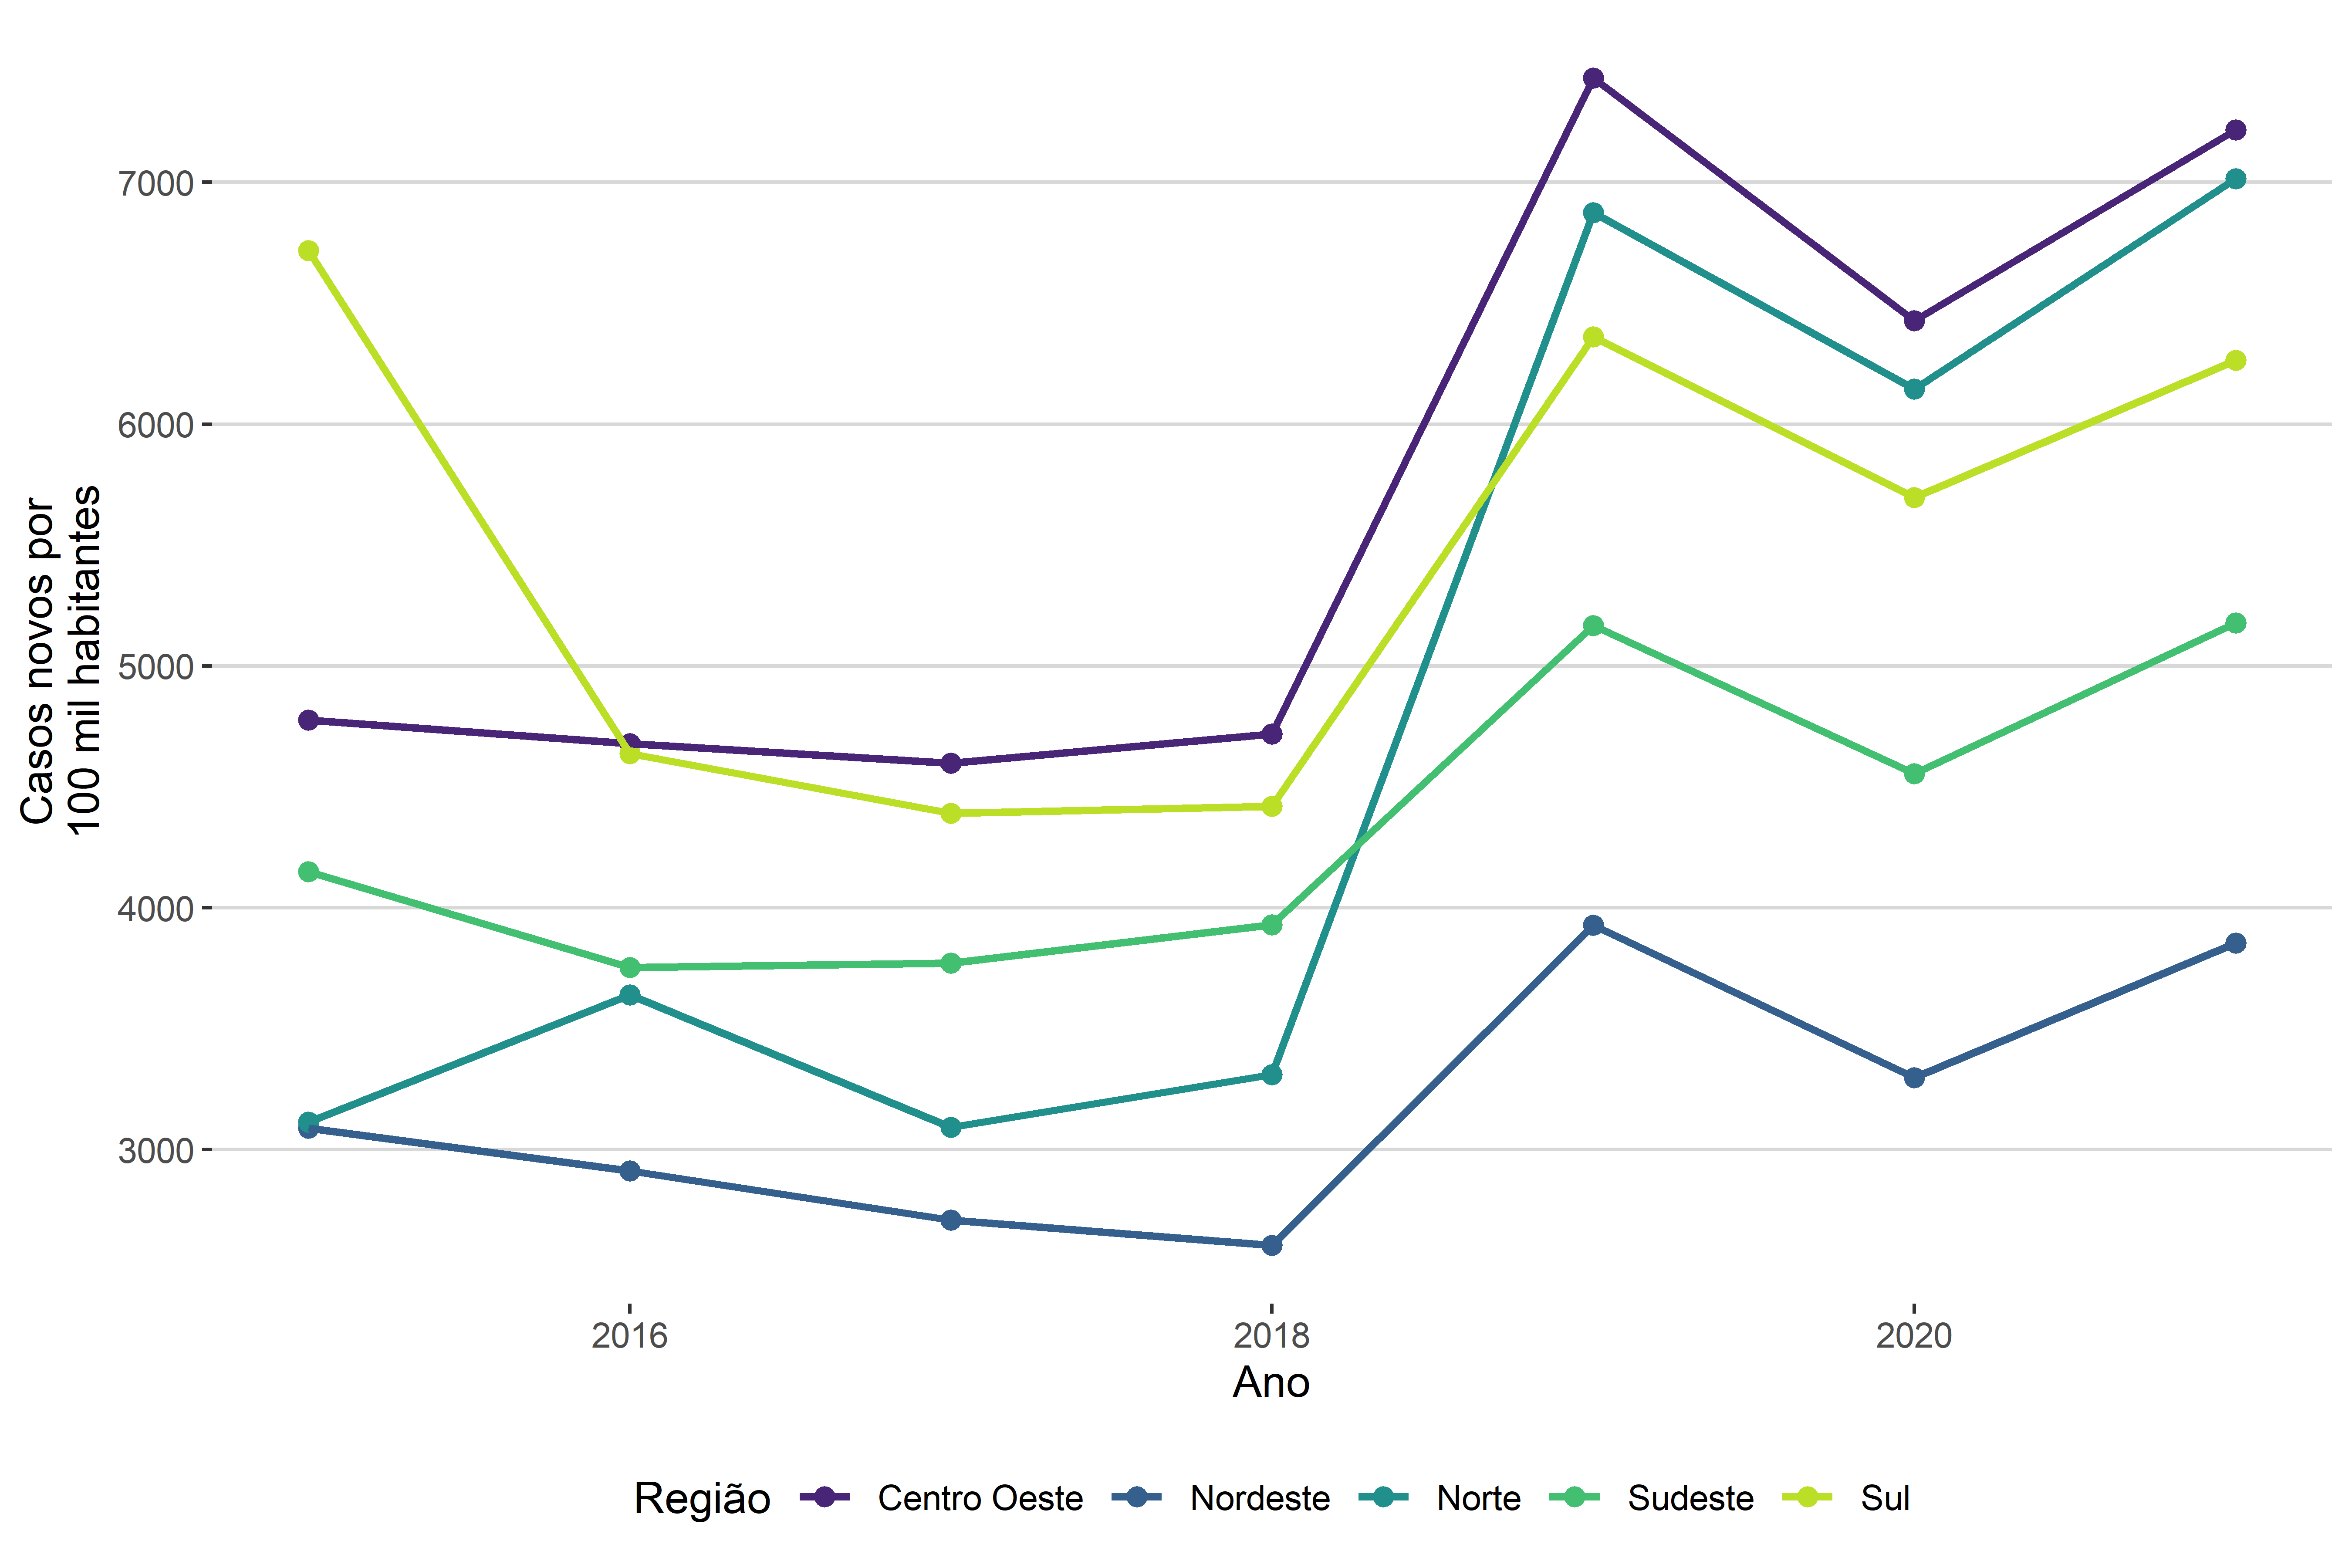 7000
6000
5000
4000
3000
Casos novos por
100 mil habitantes
2016
2018
2020
Ano
Região
Centro Oeste
Nordeste
Norte
Sudeste
Sul